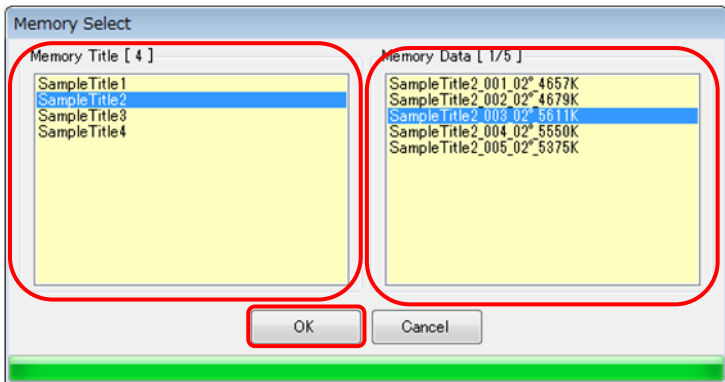 Memory Select
Memory Title [ 4 ]
SampleTitle1
SampleTitle2
SampleTitle3
SampleTitle4
Memory Data [ 1/5 ]
SampleTitle2_001_02°_4657K
SampleTitle2_002_02°_4679K
SampleTitle2_003_02°_5611K
SampleTitle2_004_02°_5550K
SampleTitle2_005_02°_5375K
OK
Cancel